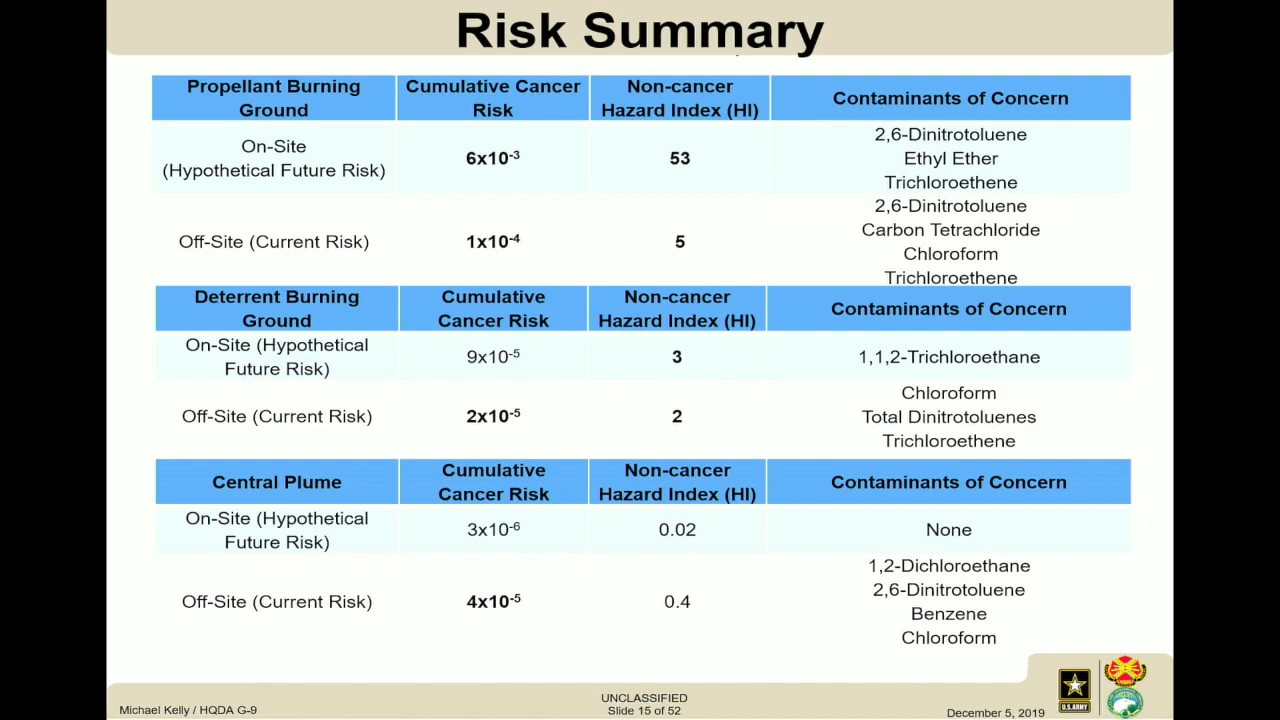 Risk Summary
Propellant Burning Ground
Cumulative Cancer Risk
Non-cancer Hazard Index (HI)
Contaminants of Concern
On-Site
(Hypothetical Future Risk)
6x10⁻³
53
2,6-Dinitrotoluene
Ethyl Ether
Trichloroethene
Off-Site (Current Risk)
1x10⁻⁴
5
2,6-Dinitrotoluene
Carbon Tetrachloride
Chloroform
Trichloroethene
Deterrent Burning Ground
Cumulative Cancer Risk
Non-cancer Hazard Index (HI)
Contaminants of Concern
On-Site (Hypothetical Future Risk)
9x10⁻⁵
3
1,1,2-Trichloroethane
Off-Site (Current Risk)
2x10⁻⁵
2
Chloroform
Total Dinitrotoluenes
Trichloroethene
Central Plume
Cumulative Cancer Risk
Non-cancer Hazard Index (HI)
Contaminants of Concern
On-Site (Hypothetical Future Risk)
3x10⁻⁶
0.02
None
Off-Site (Current Risk)
4x10⁻⁵
0.4
1,2-Dichloroethane
2,6-Dinitrotoluene
Benzene
Chloroform
Michael Kelly / HQDA G-9
UNCLASSIFIED
Slide 15 of 52
December 5, 2019
U.S. ARMY